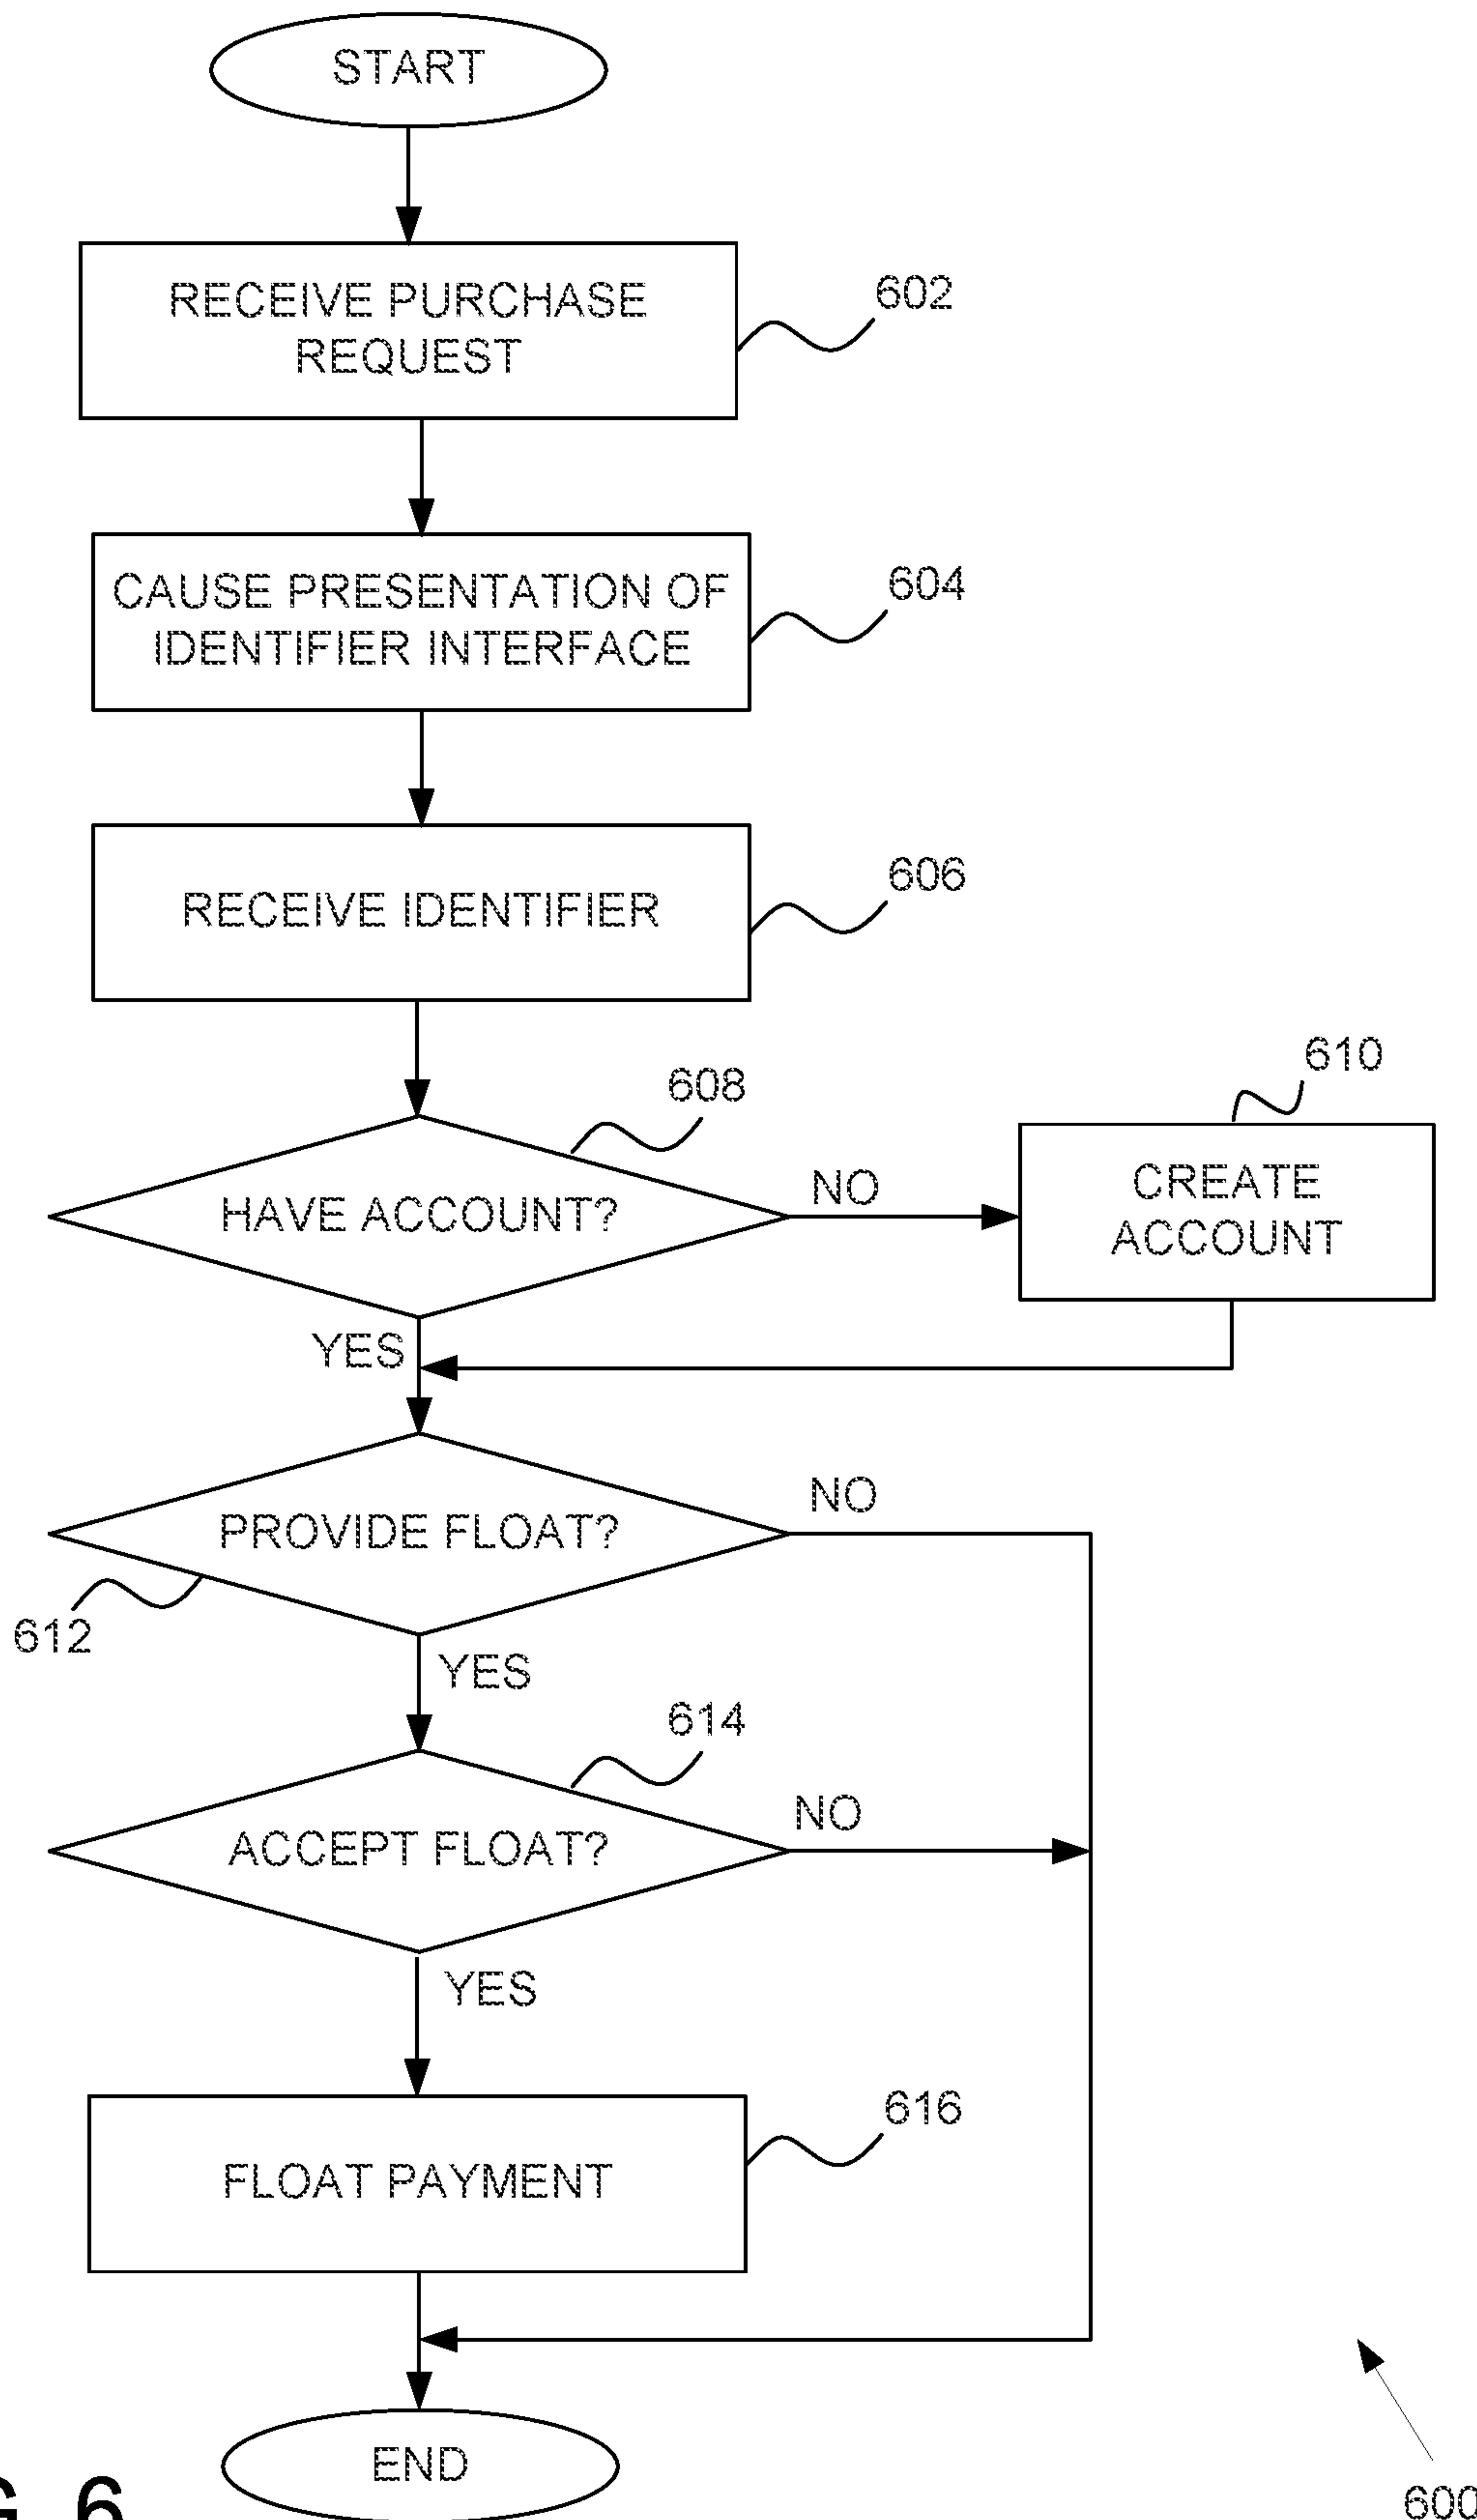 START
RECEIVE PURCHASE
REQUEST
602
CAUSE PRESENTATION OF
IDENTIFIER INTERFACE
604
RECEIVE IDENTIFIER
606
608
HAVE ACCOUNT?
NO
610
CREATE
ACCOUNT
YES
PROVIDE FLOAT?
NO
612
YES
614
ACCEPT FLOAT?
NO
YES
616
FLOAT PAYMENT
END
6
600